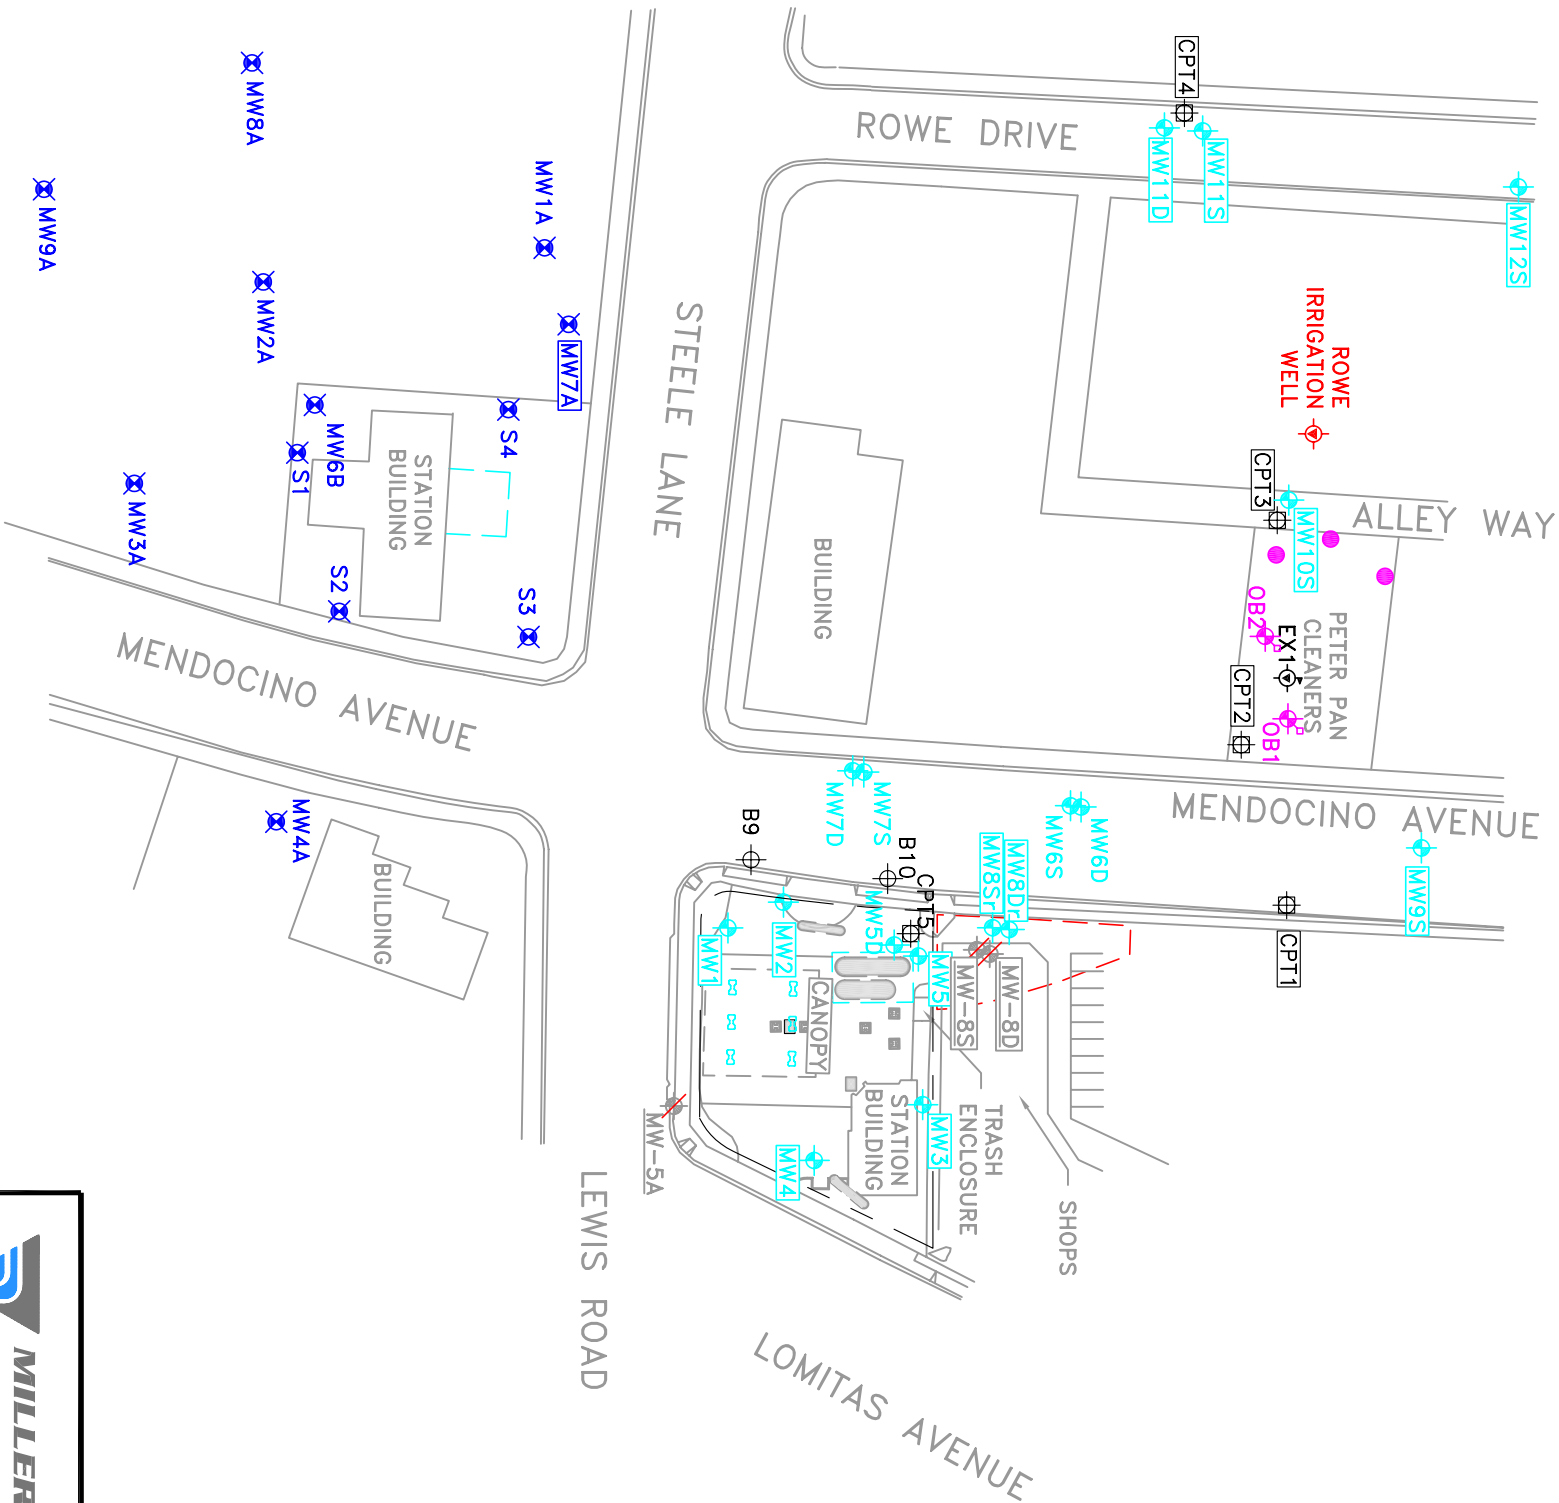 CPT4
ROWE DRIVE
MW11D
MW11S
MW12S
MW8A
MW9A
MW1A
MW2A
MW7A
ROWE
IRRIGATION
WELL
STEELE LANE
S4
MW6B
S1
STATION
BUILDING
MW3A
S2
S3
BUILDING
CPT3
MW10S
ALLEY WAY
OB2
EX1
PETER PAN
CLEANERS
CPT2
OB1
MENDOCINO AVENUE
MENDOCINO AVENUE
MW4A
BUILDING
MW7D
MW7S
MW6S
MW6D
MW9S
B9
B10
CPT5
MW8Sr
MW8Dr
CPT1
MW1
MW2
MW5D
MW5
MW-8S
MW-8D
CANOPY
STATION
BUILDING
MW3
MW4
TRASH
ENCLOSURE
SHOPS
MW-5A
LEWIS ROAD
LOMITAS AVENUE
MILLER